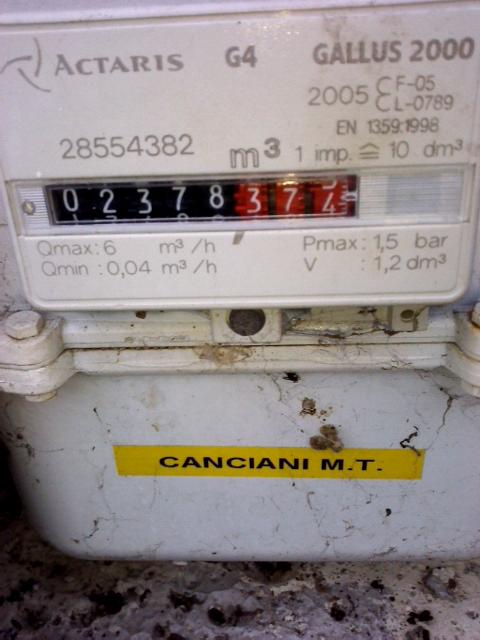 ACTARIS G4 GALLUS 2000
2005 CF-05
CL-0789
EN 1359:1998
28554382 m³ 1 imp. ≙ 10 dm³
0 2 3 7 8 3 7
Qmax: 6 m³/h Pmax: 1,5 bar
Qmin : 0,04 m³/h V : 1,2 dm³
CANCIANI M.T.